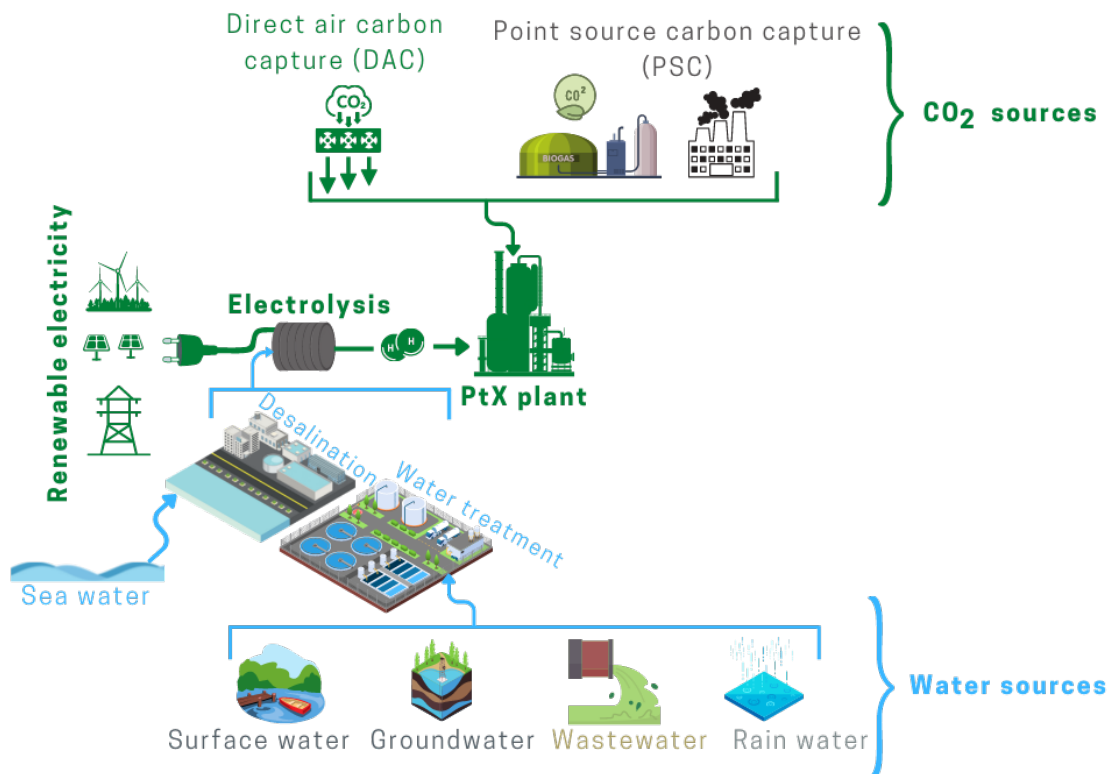 Direct air carbon
capture (DAC)
Point source carbon capture
(PSC)
CO₂
CO²
BIOGAS
CO₂ sources
Renewable electricity
Electrolysis
H H
PtX plant
Desalination
Water treatment
Sea water
Surface water
Groundwater
Wastewater
Rain water
Water sources